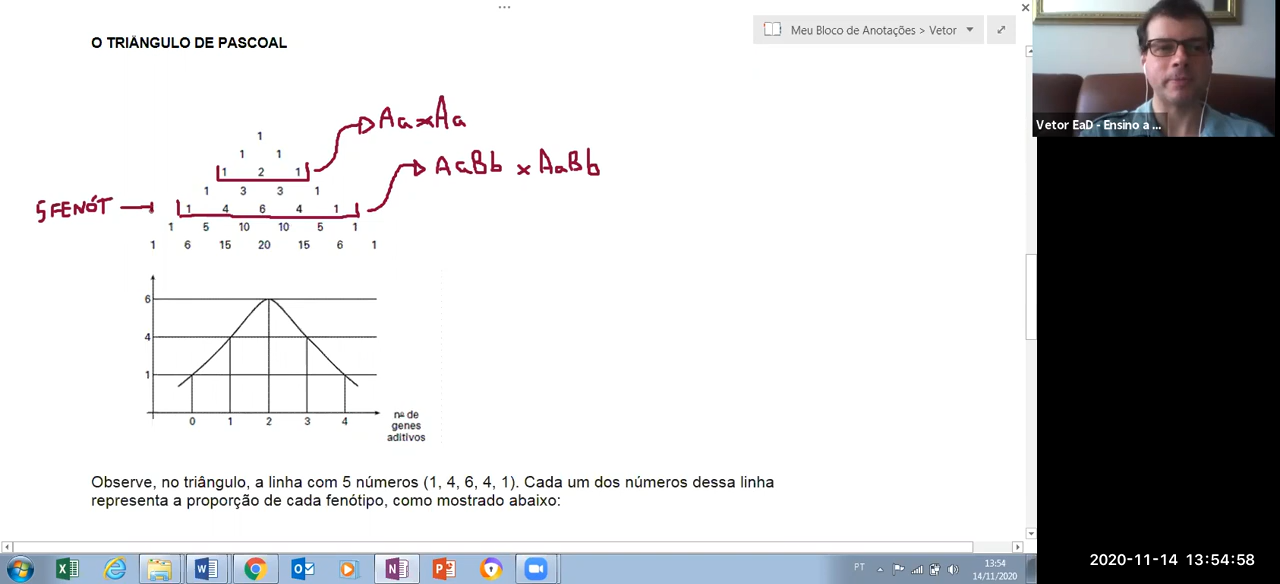 O TRIÂNGULO DE PASCOAL
Meu Bloco de Anotações > Vetor
Vetor EaD - Ensino a ...
Aa x Aa
AaBb x AaBb
5 FENÓT
1
1 1
1 2 1
1 3 3 1
1 4 6 4 1
1 5 10 10 5 1
1 6 15 20 15 6 1
6
4
1
0 1 2 3 4
nº de
genes
aditivos
Observe, no triângulo, a linha com 5 números (1, 4, 6, 4, 1). Cada um dos números dessa linha
representa a proporção de cada fenótipo, como mostrado abaixo:
PT
13:54
14/11/2020
2020-11-14 13:54:58